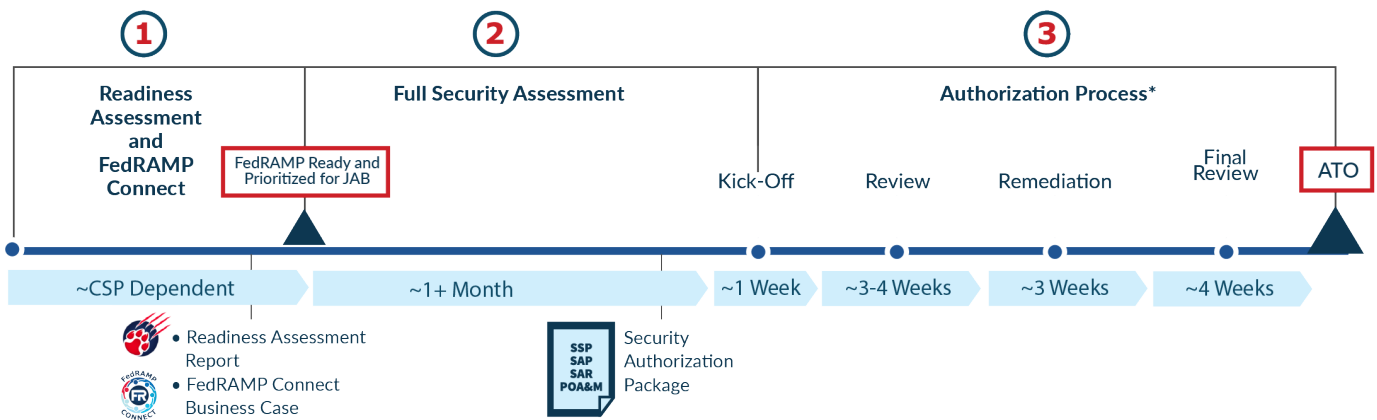 1
2
3
Readiness
Assessment
and
FedRAMP
Connect
Full Security Assessment
Authorization Process*
FedRAMP Ready and
Prioritized for JAB
Kick-Off
Review
Remediation
Final
Review
ATO
~CSP Dependent
~1+ Month
~1 Week
~3-4 Weeks
~3 Weeks
~4 Weeks
• Readiness Assessment
Report
FedRAMP
FR
CONNECT
• FedRAMP Connect
Business Case
SSP
SAP
SAR
POA&M
Security
Authorization
Package